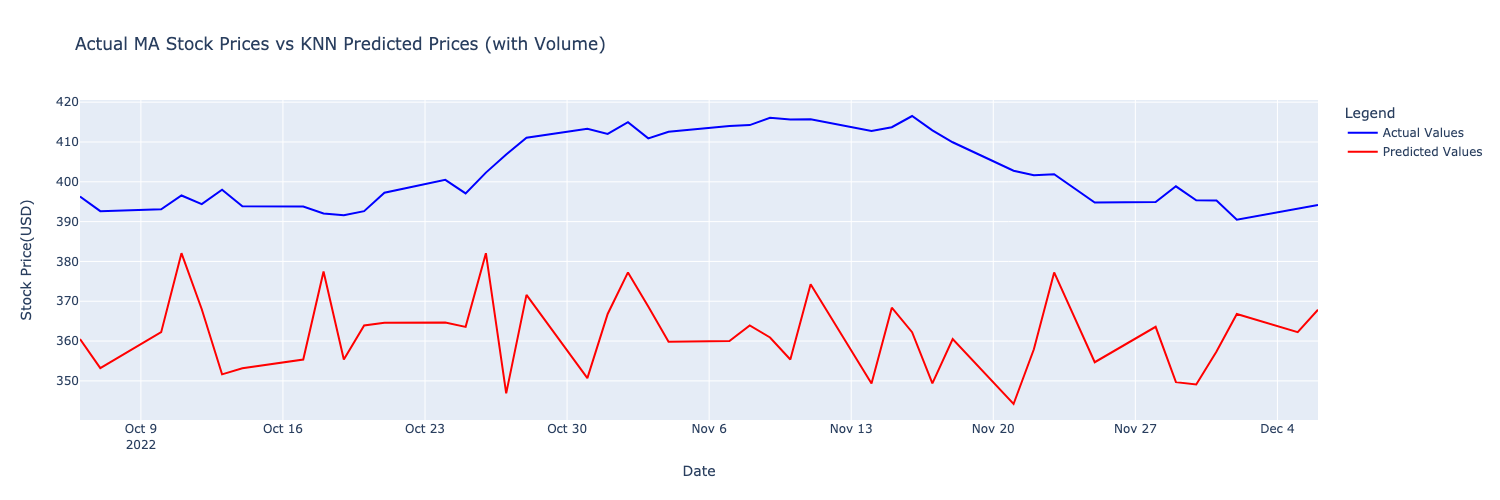 Actual MA Stock Prices vs KNN Predicted Prices (with Volume)
Stock Price(USD)
420
410
400
390
380
370
360
350
Oct 9
2022
Oct 16
Oct 23
Oct 30
Nov 6
Nov 13
Nov 20
Nov 27
Dec 4
Date
Legend
Actual Values
Predicted Values